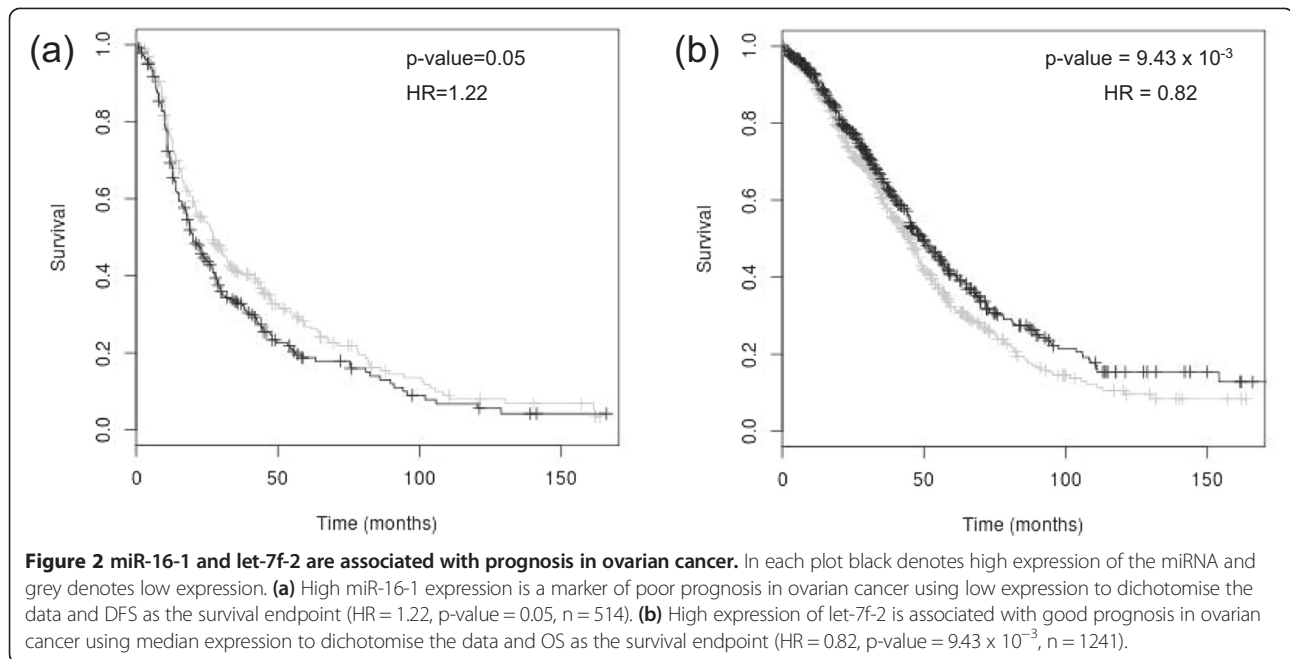 (a)
p-value=0.05
HR=1.22
Survival
1.0
0.8
0.6
0.4
0.2
0.0
0
50
100
150
Time (months)
(b)
p-value = 9.43 x 10⁻³
HR = 0.82
Survival
1.0
0.8
0.6
0.4
0.2
0.0
0
50
100
150
Time (months)
Figure 2 miR-16-1 and let-7f-2 are associated with prognosis in ovarian cancer. In each plot black denotes high expression of the miRNA and
grey denotes low expression. (a) High miR-16-1 expression is a marker of poor prognosis in ovarian cancer using low expression to dichotomise the
data and DFS as the survival endpoint (HR = 1.22, p-value = 0.05, n = 514). (b) High expression of let-7f-2 is associated with good prognosis in ovarian
cancer using median expression to dichotomise the data and OS as the survival endpoint (HR = 0.82, p-value = 9.43 x 10⁻³, n = 1241).